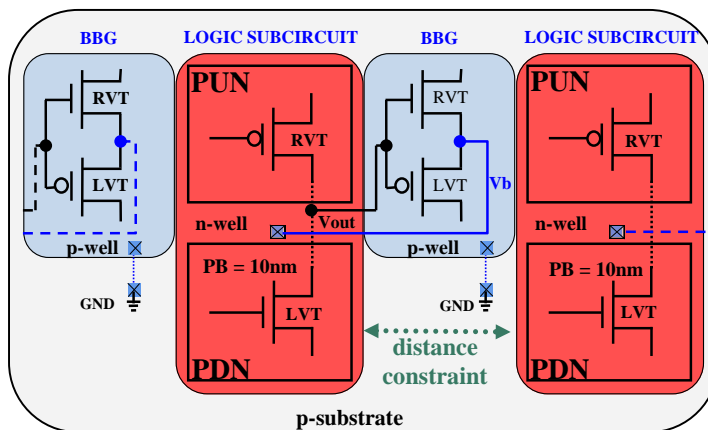 BBG
LOGIC SUBCIRCUIT
BBG
LOGIC SUBCIRCUIT
RVT
LVT
p-well
GND
PUN
RVT
n-well
Vout
PB = 10nm
LVT
PDN
RVT
LVT
Vb
p-well
GND
distance
constraint
PUN
RVT
n-well
PB = 10nm
LVT
PDN
p-substrate